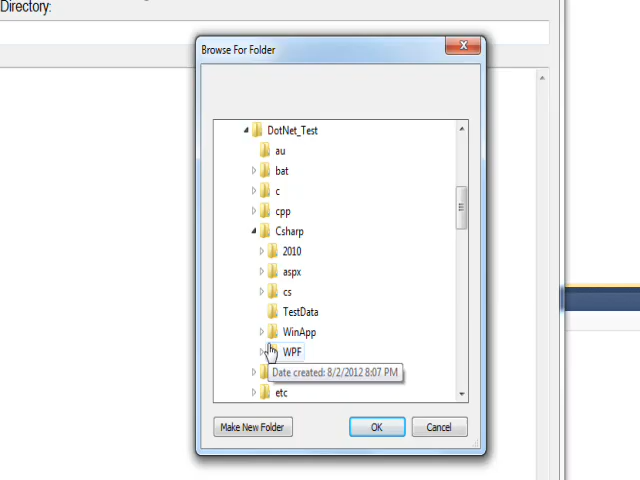 Directory:
Browse For Folder
DotNet_Test
au
bat
c
cpp
Csharp
2010
aspx
cs
TestData
WinApp
WPF
Date created: 8/2/2012 8:07 PM
etc
Make New Folder
OK
Cancel